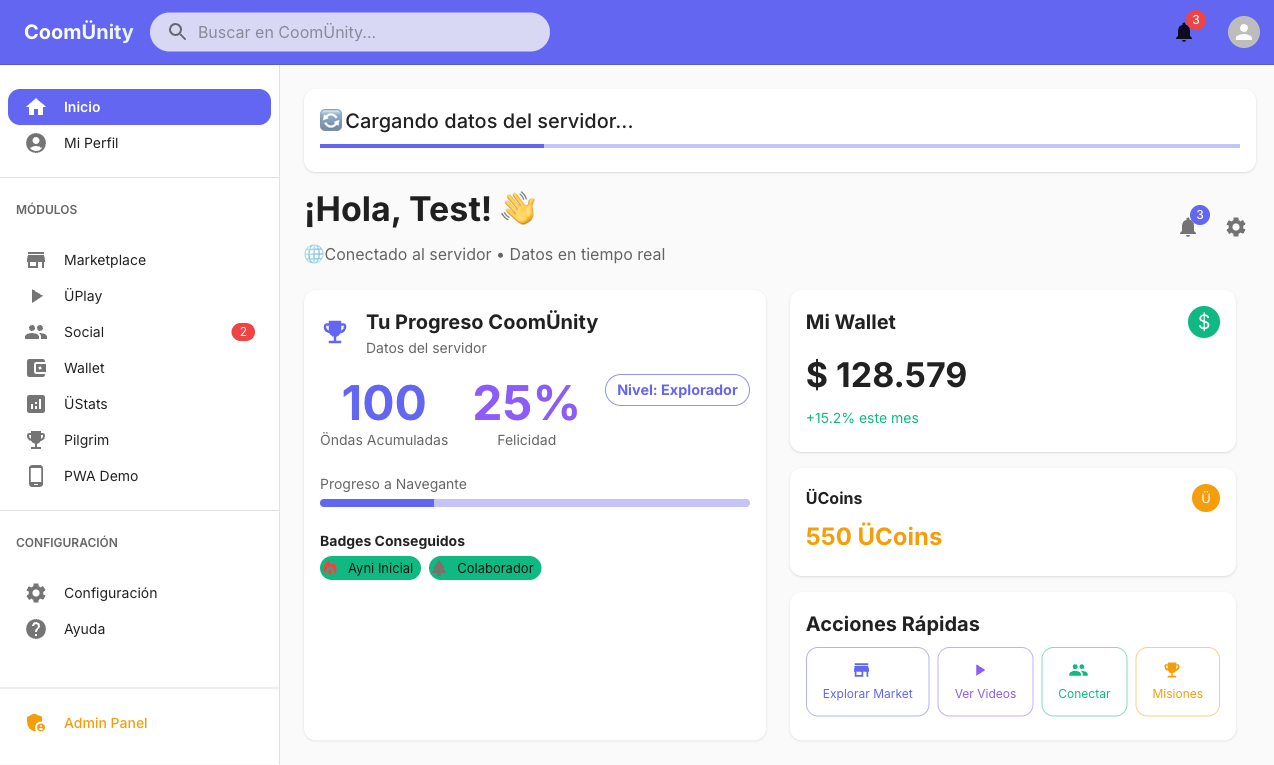 CoomÜnity
Buscar en CoomÜnity...
3
Inicio
Mi Perfil
MÓDULOS
Marketplace
ÜPlay
Social
2
Wallet
ÜStats
Pilgrim
PWA Demo
CONFIGURACIÓN
Configuración
Ayuda
Admin Panel
Cargando datos del servidor...
¡Hola, Test!
Conectado al servidor • Datos en tiempo real
3
Tu Progreso CoomÜnity
Datos del servidor
100
Öndas Acumuladas
25%
Felicidad
Nivel: Explorador
Progreso a Navegante
Badges Conseguidos
Ayni Inicial
Colaborador
Mi Wallet
$
$ 128.579
+15.2% este mes
ÜCoins
Ü
550 ÜCoins
Acciones Rápidas
Explorar Market
Ver Videos
Conectar
Misiones